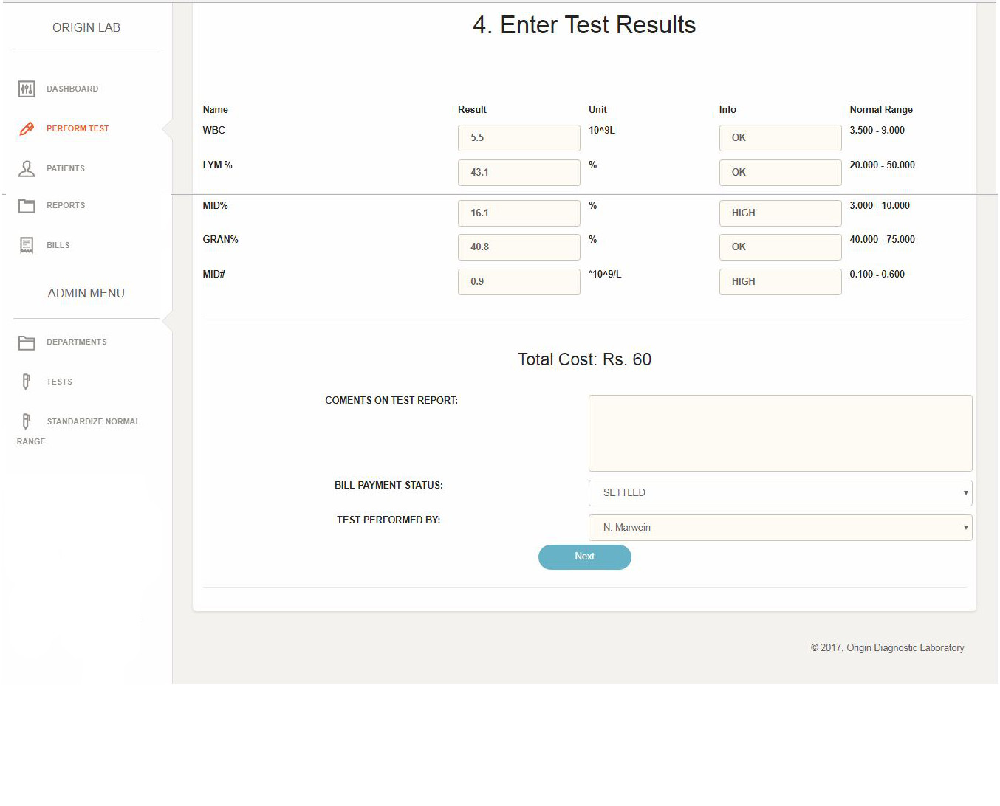 ORIGIN LAB
DASHBOARD
PERFORM TEST
PATIENTS
REPORTS
BILLS
ADMIN MENU
DEPARTMENTS
TESTS
STANDARDIZE NORMAL
RANGE
4. Enter Test Results
Name Result Unit Info Normal Range
WBC 5.5 10^9L OK 3.500 - 9.000
LYM % 43.1 % OK 20.000 - 50.000
MID% 16.1 % HIGH 3.000 - 10.000
GRAN% 40.8 % OK 40.000 - 75.000
MID# 0.9 *10^9/L HIGH 0.100 - 0.600
Total Cost: Rs. 60
COMENTS ON TEST REPORT:
BILL PAYMENT STATUS: SETTLED
TEST PERFORMED BY: N. Marwein
Next
© 2017, Origin Diagnostic Laboratory